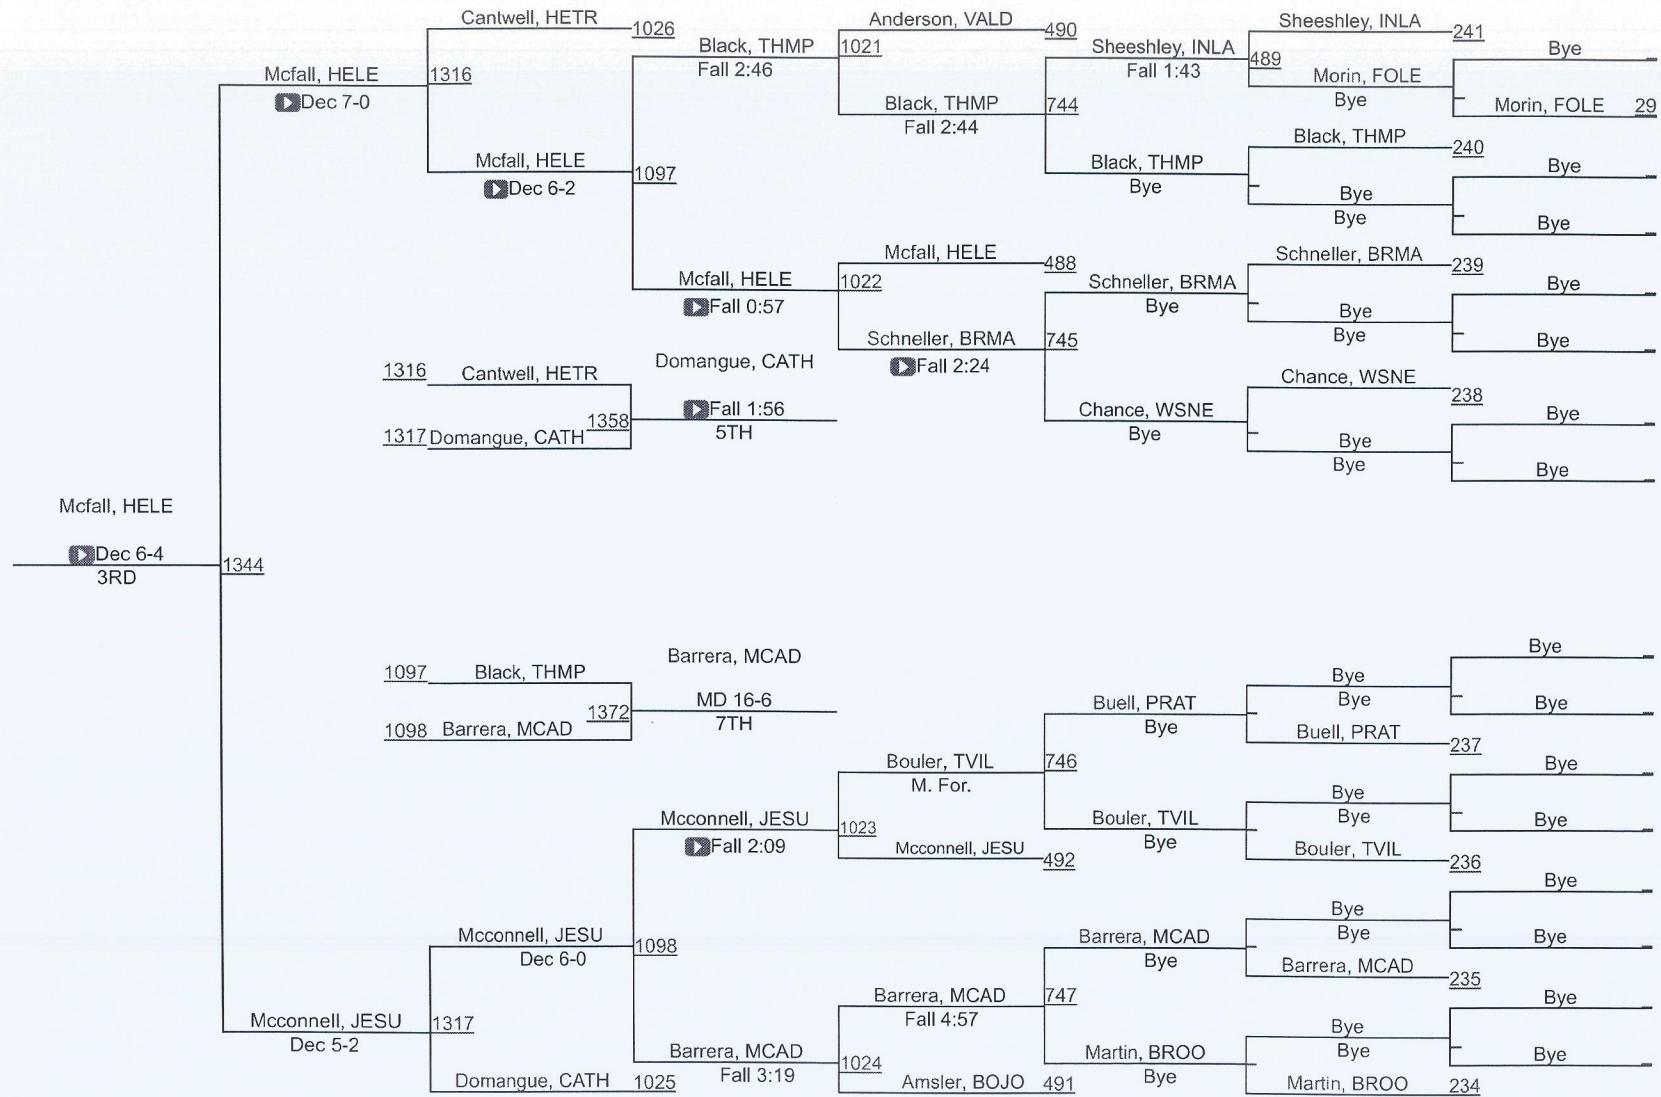 Cantwell, HETR
1026
Mcfall, HELE
Dec 7-0
1316
Mcfall, HELE
Dec 6-2
Black, THMP
Fall 2:46
1097
Mcfall, HELE
Fall 0:57
Anderson, VALD
490
1021
Black, THMP
Fall 2:44
744
Sheeshley, INLA
Fall 1:43
489
Black, THMP
Bye
Sheeshley, INLA
241
Morin, FOLE
Bye
Bye
Morin, FOLE 29
Black, THMP
240
Bye
Bye
Bye
Bye
Mcfall, HELE
488
1022
Schneller, BRMA
Fall 2:24
745
Schneller, BRMA
Bye
Chance, WSNE
Bye
Schneller, BRMA
239
Bye
Bye
Bye
Bye
Chance, WSNE
238
Bye
Bye
Bye
Bye
1316 Cantwell, HETR
1317 Domangue, CATH
1358
Domangue, CATH
Fall 1:56
5TH
Mcfall, HELE
Dec 6-4
3RD
1344
1097 Black, THMP
1098 Barrera, MCAD
1372
Barrera, MCAD
MD 16-6
7TH
Mcconnell, JESU
Dec 5-2
1317
Mcconnell, JESU
Dec 6-0
Domangue, CATH 1025
1098
Mcconnell, JESU
Fall 2:09
Barrera, MCAD
Fall 3:19
1023
Bouler, TVIL
M. For.
Mcconnell, JESU
492
746
Buell, PRAT
Bye
Bouler, TVIL
Bye
Bye
Bye
Buell, PRAT
237
Bye
Bye
Bye
Bye
Bouler, TVIL
236
Bye
Bye
1024
Barrera, MCAD
Fall 4:57
Amsler, BOJO 491
747
Barrera, MCAD
Bye
Martin, BROO
Bye
Bye
Bye
Barrera, MCAD
235
Bye
Bye
Bye
Bye
Martin, BROO 234
Bye
Bye